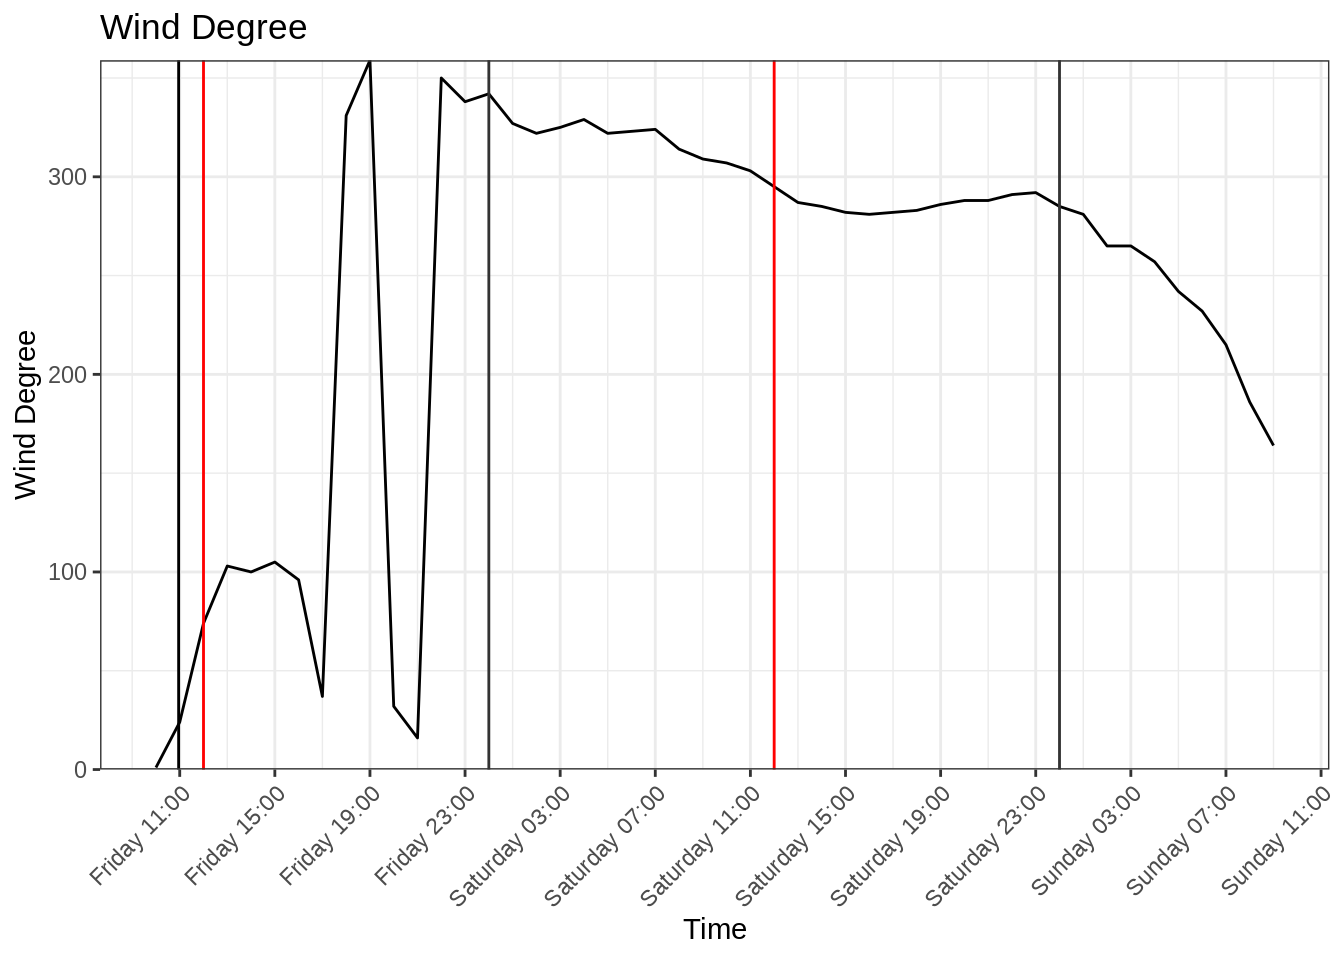 Wind Degree
Wind Degree
300
200
100
0
Friday 11:00
Friday 15:00
Friday 19:00
Friday 23:00
Saturday 03:00
Saturday 07:00
Saturday 11:00
Saturday 15:00
Saturday 19:00
Saturday 23:00
Sunday 03:00
Sunday 07:00
Sunday 11:00
Time